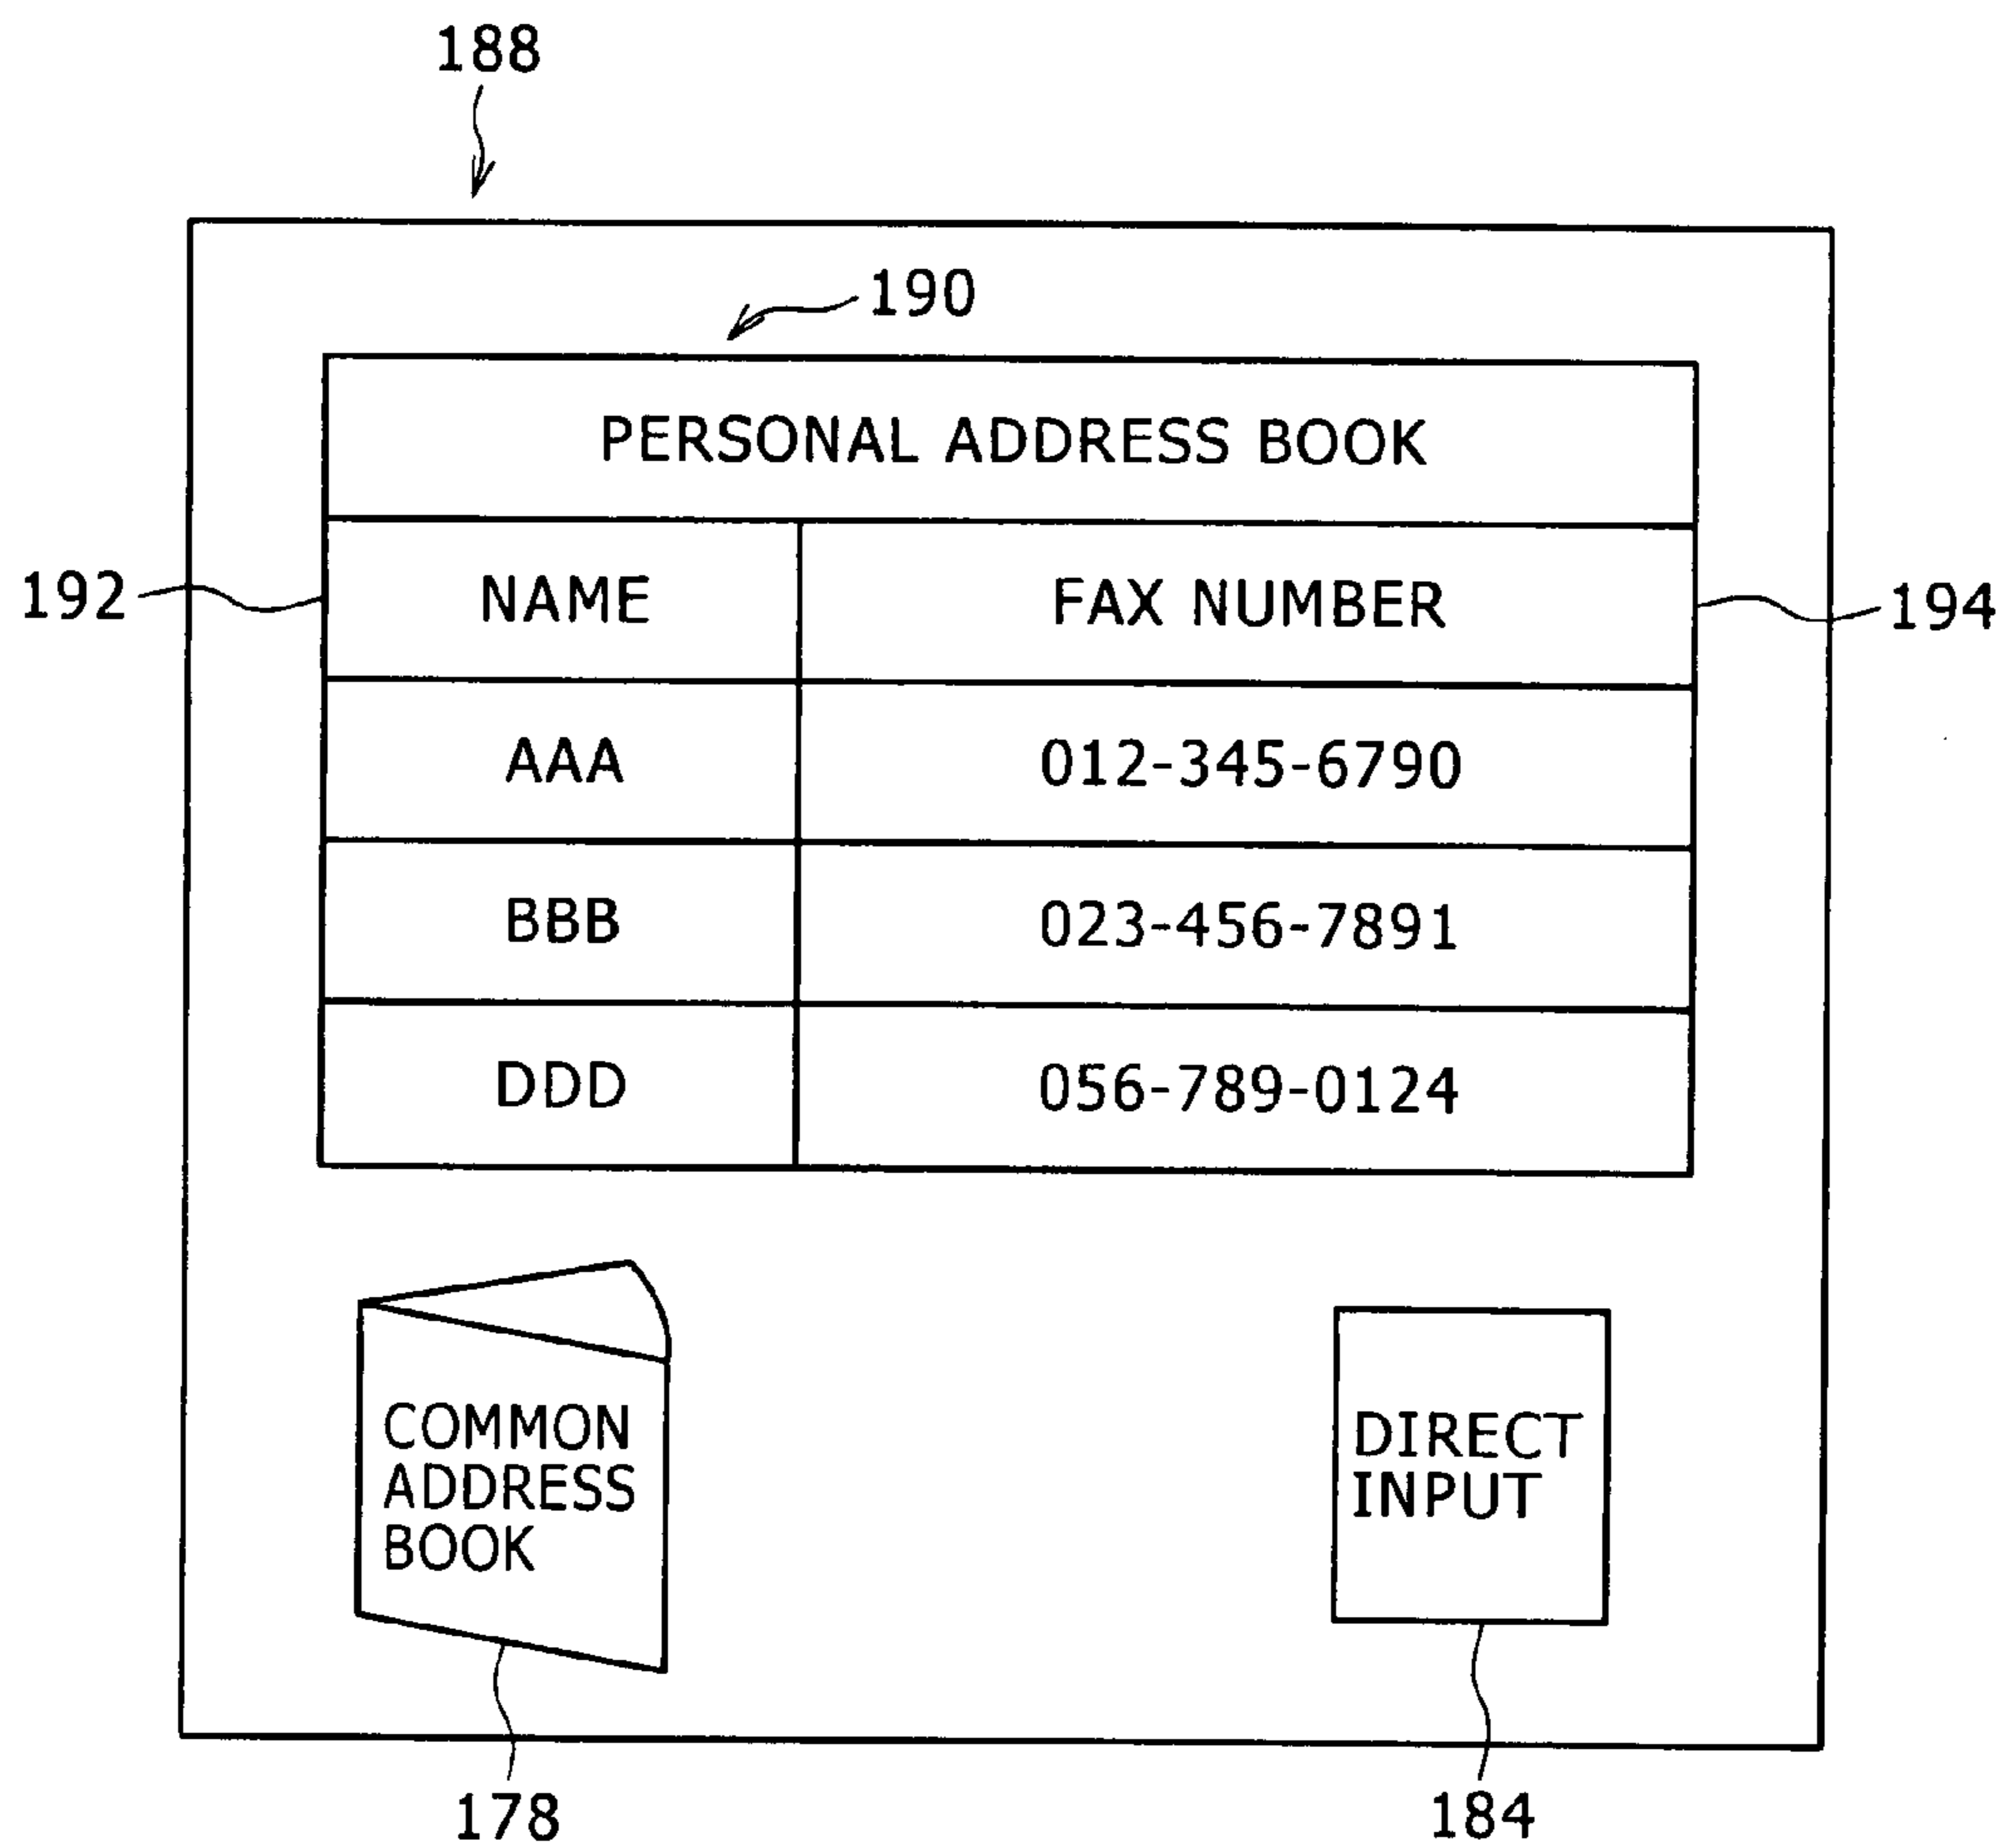 188
190
PERSONAL ADDRESS BOOK
192 NAME FAX NUMBER 194
AAA 012-345-6790
BBB 023-456-7891
DDD 056-789-0124
COMMON
ADDRESS
BOOK
DIRECT
INPUT
178 184